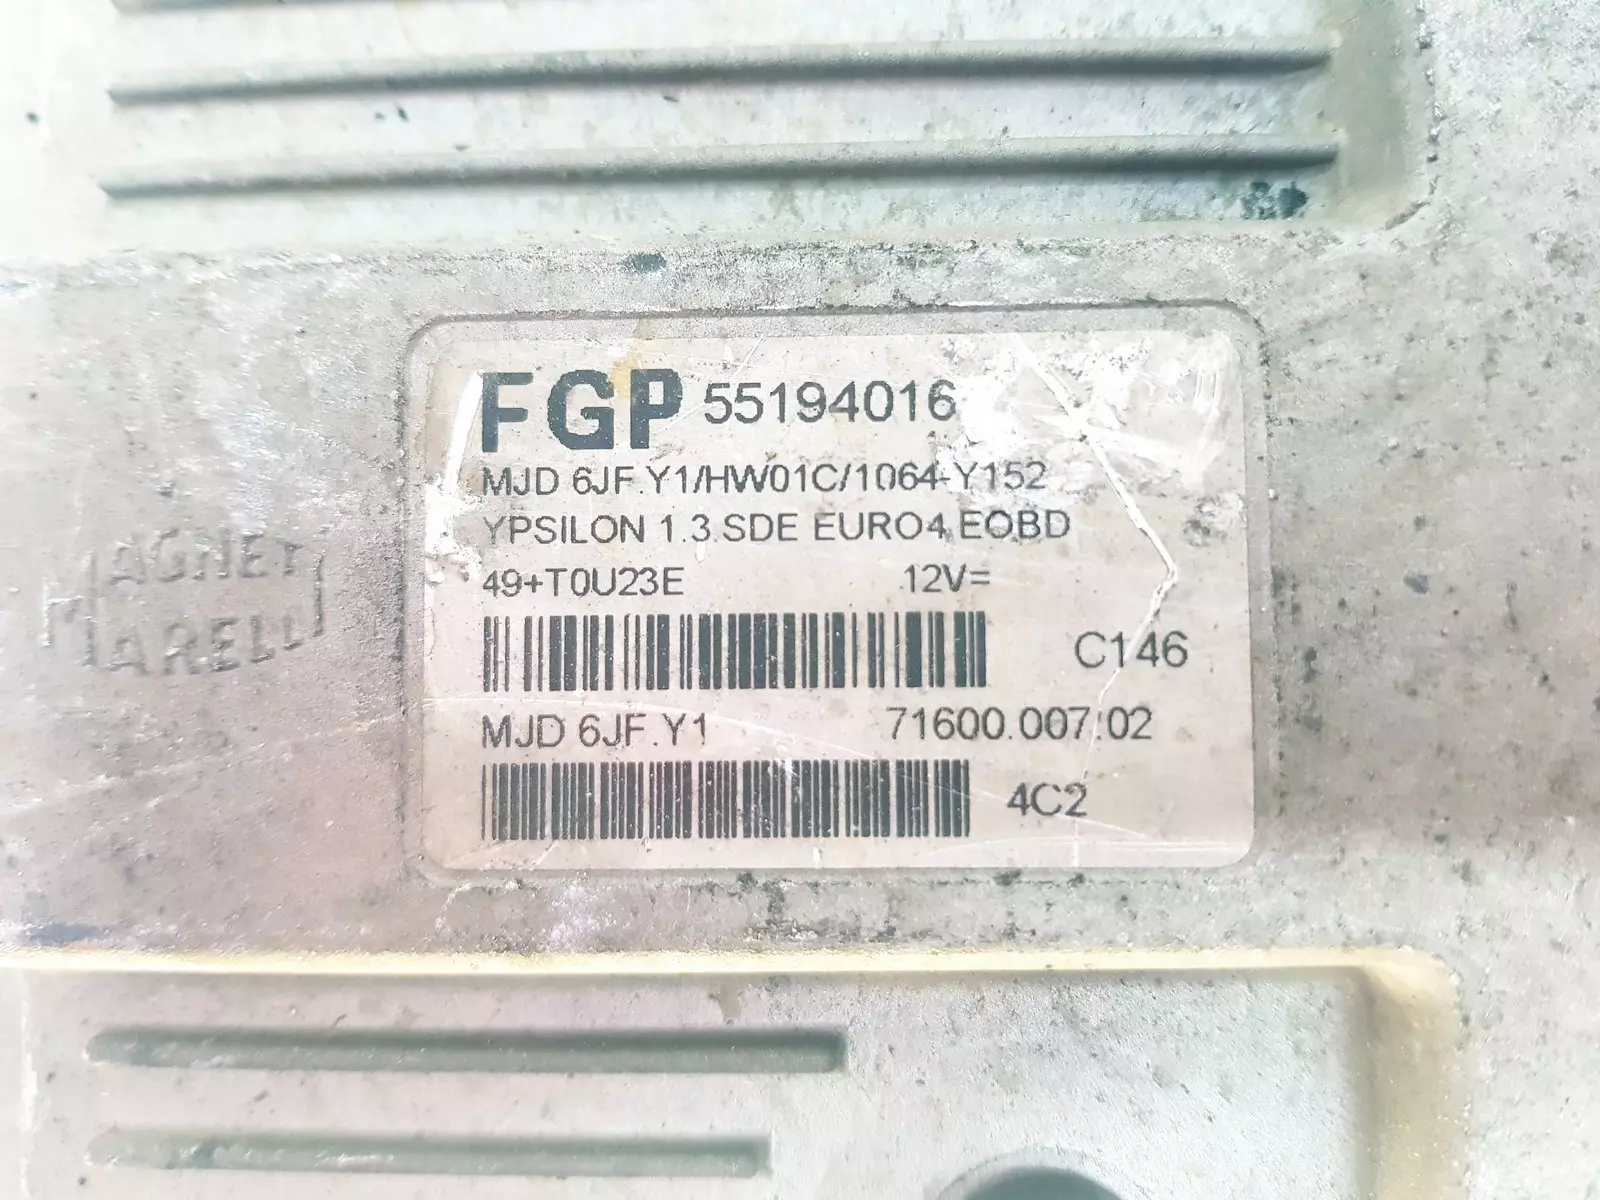 FGP 55194016
MJD 6JF.Y1/HW01C/1064-Y152
YPSILON 1.3 SDE EURO4 EOBD
49+T0U23E 12V=
C146
MJD 6JF.Y1 71600.007.02
4C2
MAGNETI
MARELLI